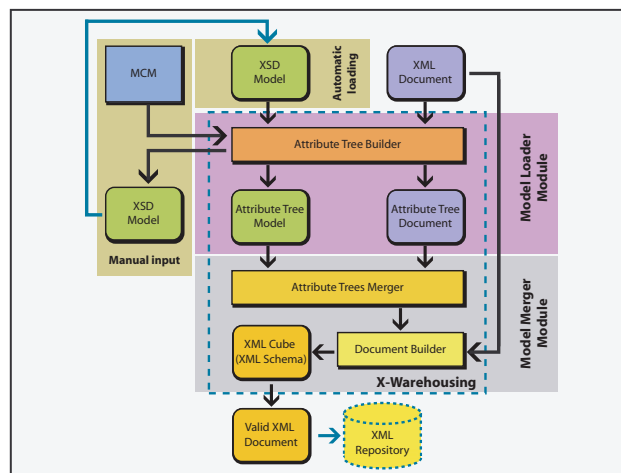 MCM
XSD
Model
Automatic
loading
XML
Document
Attribute Tree Builder
XSD
Model
Manual input
Attribute Tree
Model
Attribute Tree
Document
Model Loader
Module
Attribute Trees Merger
XML Cube
(XML Schema)
Document Builder
X-Warehousing
Model Merger
Module
Valid XML
Document
XML
Repository